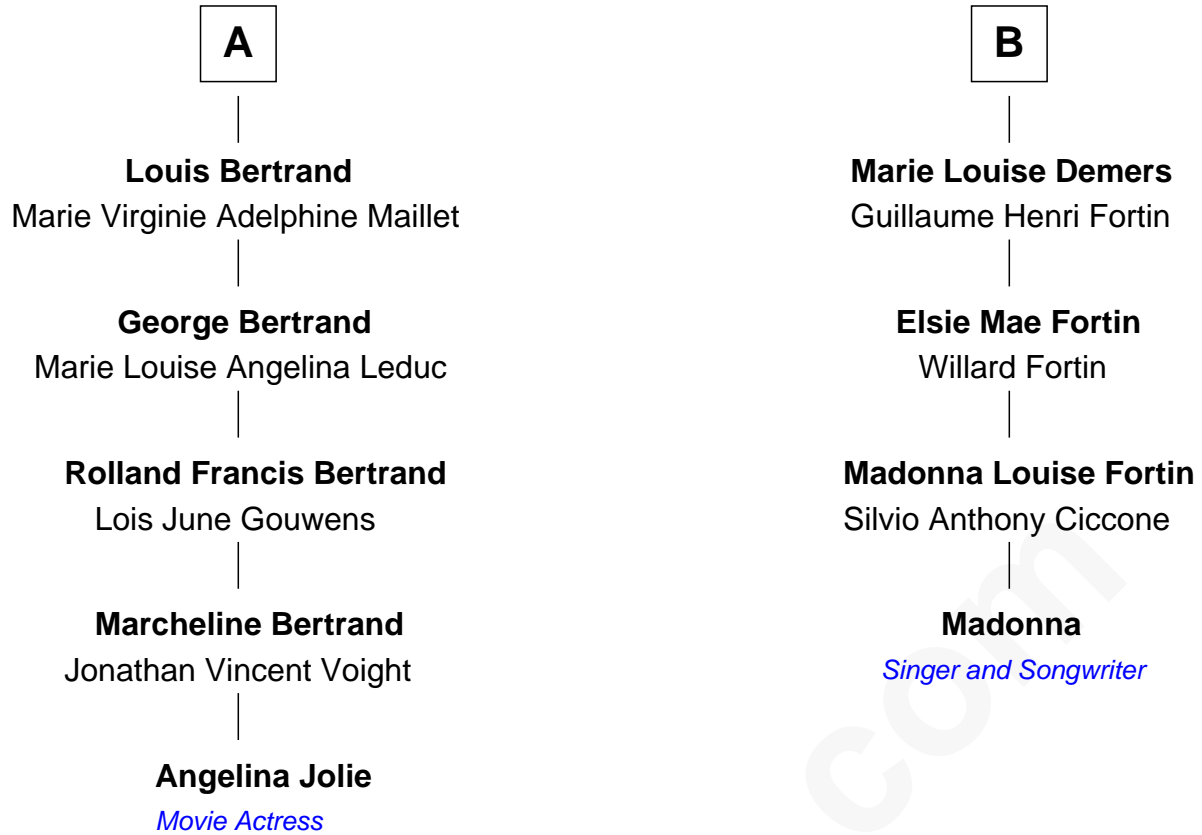 A
Louis Bertrand
Marie Virginie Adelphine Maillet
George Bertrand
Marie Louise Angelina Leduc
Rolland Francis Bertrand
Lois June Gouwens
Marcheline Bertrand
Jonathan Vincent Voight
Angelina Jolie
Movie Actress
B
Marie Louise Demers
Guillaume Henri Fortin
Elsie Mae Fortin
Willard Fortin
Madonna Louise Fortin
Silvio Anthony Ciccone
Madonna
Singer and Songwriter
com